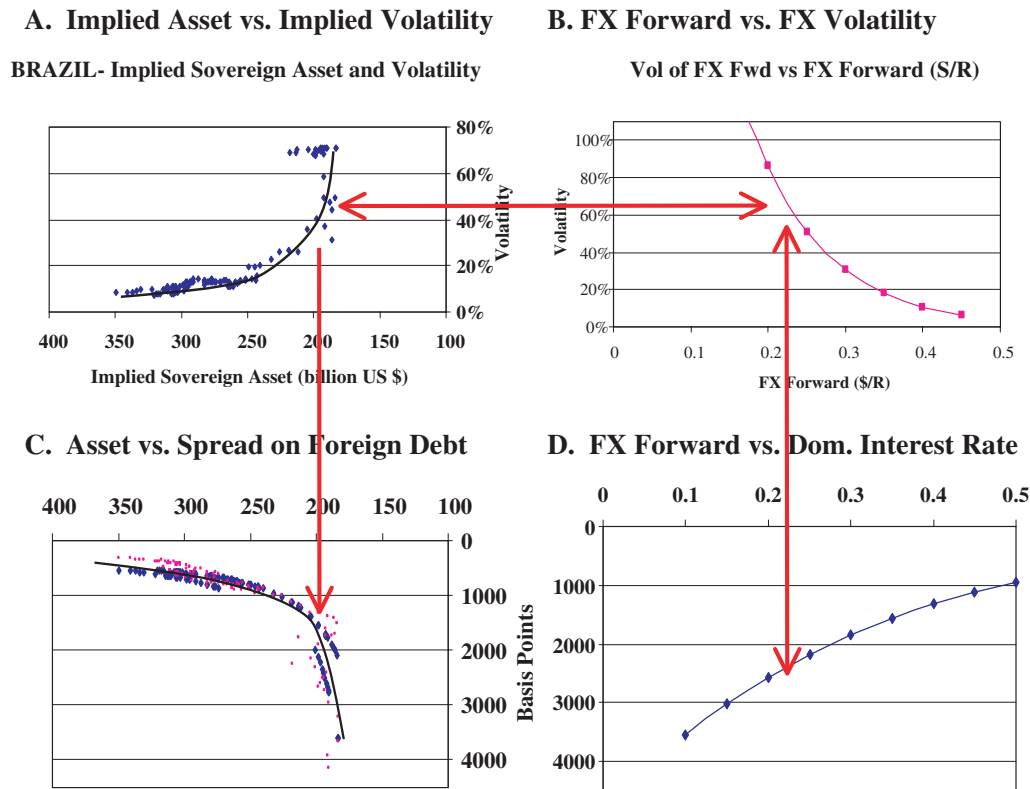 A. Implied Asset vs. Implied Volatility
BRAZIL- Implied Sovereign Asset and Volatility
80%
60%
40%
20%
0%
Volatility
400 350 300 250 200 150 100
Implied Sovereign Asset (billion US $)
B. FX Forward vs. FX Volatility
Vol of FX Fwd vs FX Forward (S/R)
100%
80%
60%
40%
20%
0%
Volatility
0 0.1 0.2 0.3 0.4 0.5
FX Forward ($/R)
C. Asset vs. Spread on Foreign Debt
400 350 300 250 200 150 100
0
1000
2000
3000
4000
Basis Points
D. FX Forward vs. Dom. Interest Rate
0 0.1 0.2 0.3 0.4 0.5
0
1000
2000
3000
4000